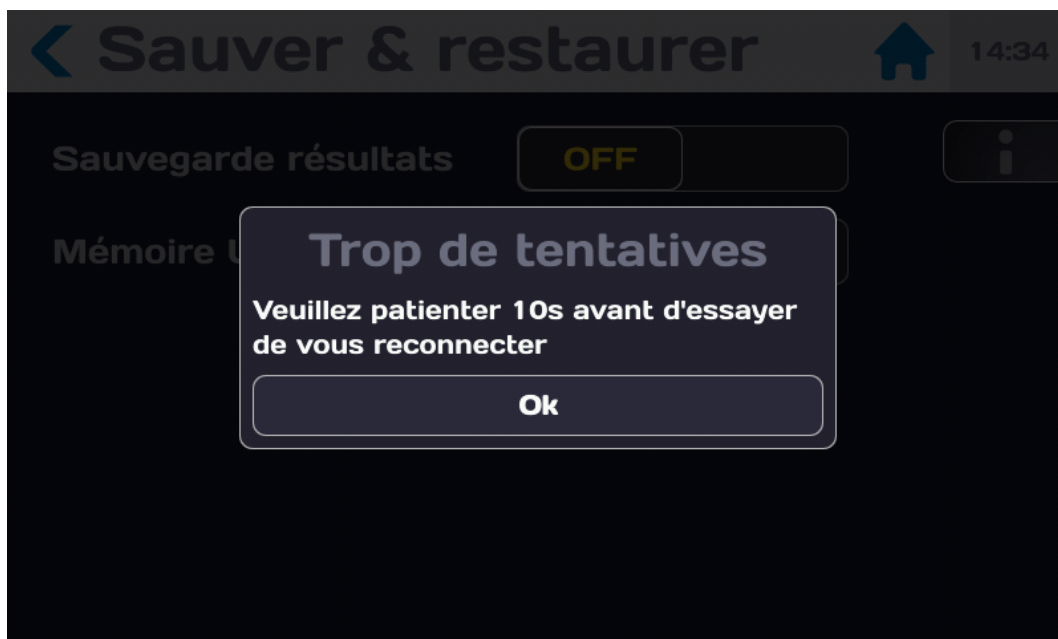 Sauver & restaurer
14:34
Sauvegarde résultats
OFF
Mémoire
Trop de tentatives
Veuillez patienter 10s avant d'essayer
de vous reconnecter
Ok